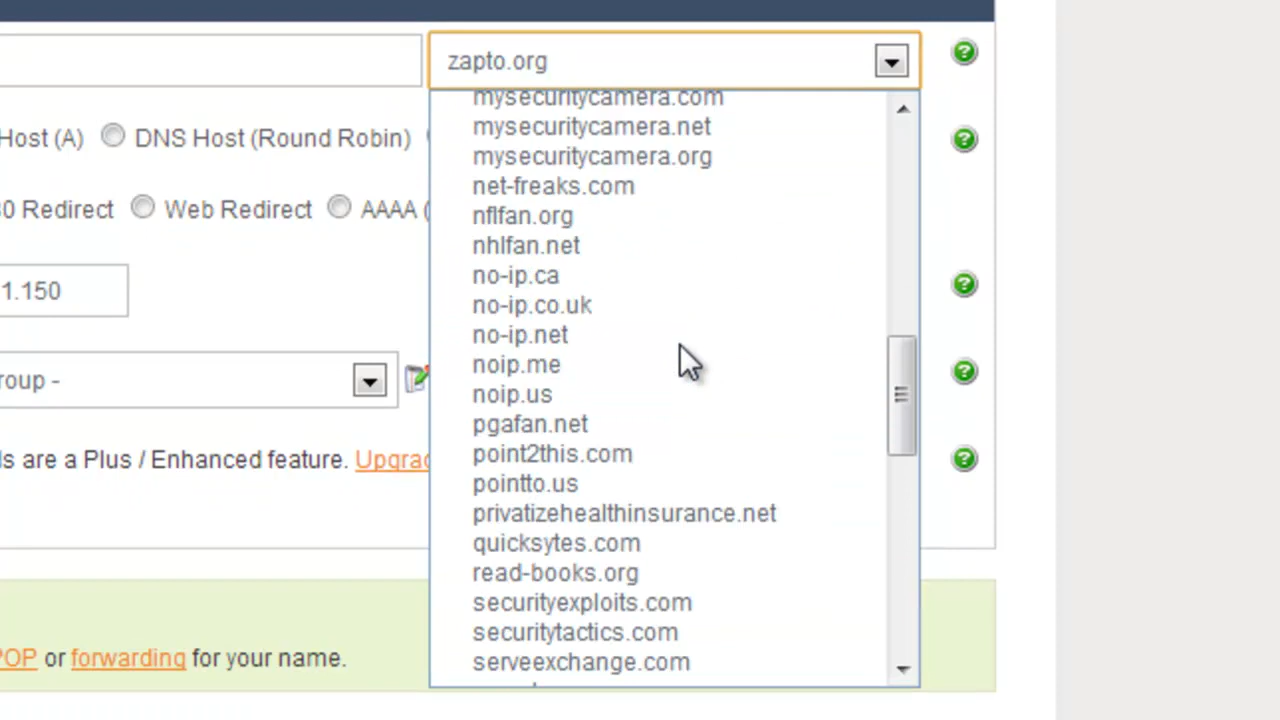 zapto.org
mysecuritycamera.com
mysecuritycamera.net
Host (A) DNS Host (Round Robin)
mysecuritycamera.org
net-freaks.com
Redirect Web Redirect AAAA (
nflfan.org
nhlfan.net
no-ip.ca
1.150
no-ip.co.uk
no-ip.net
noip.me
roup -
noip.us
pgafan.net
point2this.com
ls are a Plus / Enhanced feature. Upgrad
pointto.us
privatizehealthinsurance.net
quicksytes.com
read-books.org
securityexploits.com
securitytactics.com
POP or forwarding for your name.
serveexchange.com